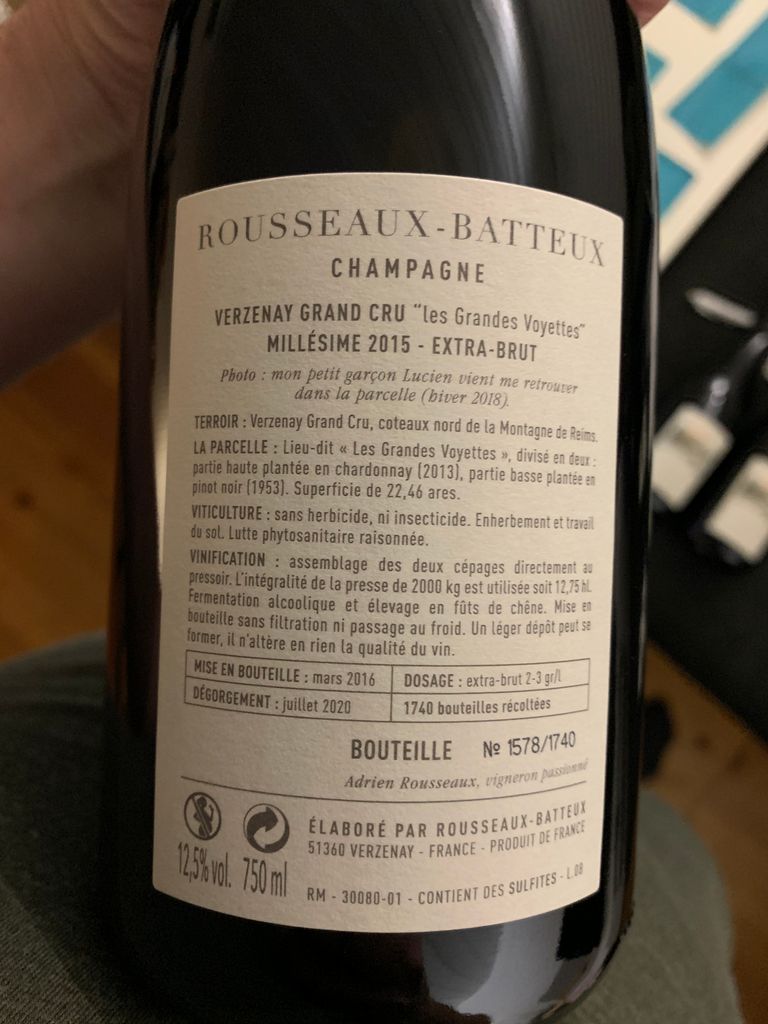 ROUSSEAUX-BATTEUX
CHAMPAGNE
VERZENAY GRAND CRU "les Grandes Voyettes"
MILLÉSIME 2015 - EXTRA-BRUT
Photo : mon petit garçon Lucien vient me retrouver
dans la parcelle (hiver 2018).
TERROIR : Verzenay Grand Cru, coteaux nord de la Montagne de Reims.
LA PARCELLE : Lieu-dit « Les Grandes Voyettes », divisé en deux :
partie haute plantée en chardonnay (2013), partie basse plantée en
pinot noir (1953). Superficie de 22,46 ares.
VITICULTURE : sans herbicide, ni insecticide. Enherbement et travail
du sol. Lutte phytosanitaire raisonnée.
VINIFICATION : assemblage des deux cépages directement au
pressoir. L'intégralité de la presse de 2000 kg est utilisée soit 12,75 hl.
Fermentation alcoolique et élevage en fûts de chêne. Mise en
bouteille sans filtration ni passage au froid. Un léger dépôt peut se
former, il n'altère en rien la qualité du vin.
MISE EN BOUTEILLE : mars 2016 DOSAGE : extra-brut 2-3 gr/l
DÉGORGEMENT : juillet 2020 1740 bouteilles récoltées
BOUTEILLE № 1578/1740
Adrien Rousseaux, vigneron passionné
ÉLABORÉ PAR ROUSSEAUX-BATTEUX
51360 VERZENAY - FRANCE - PRODUIT DE FRANCE
12,5% vol. 750 ml
RM - 30080-01 - CONTIENT DES SULFITES - L.08